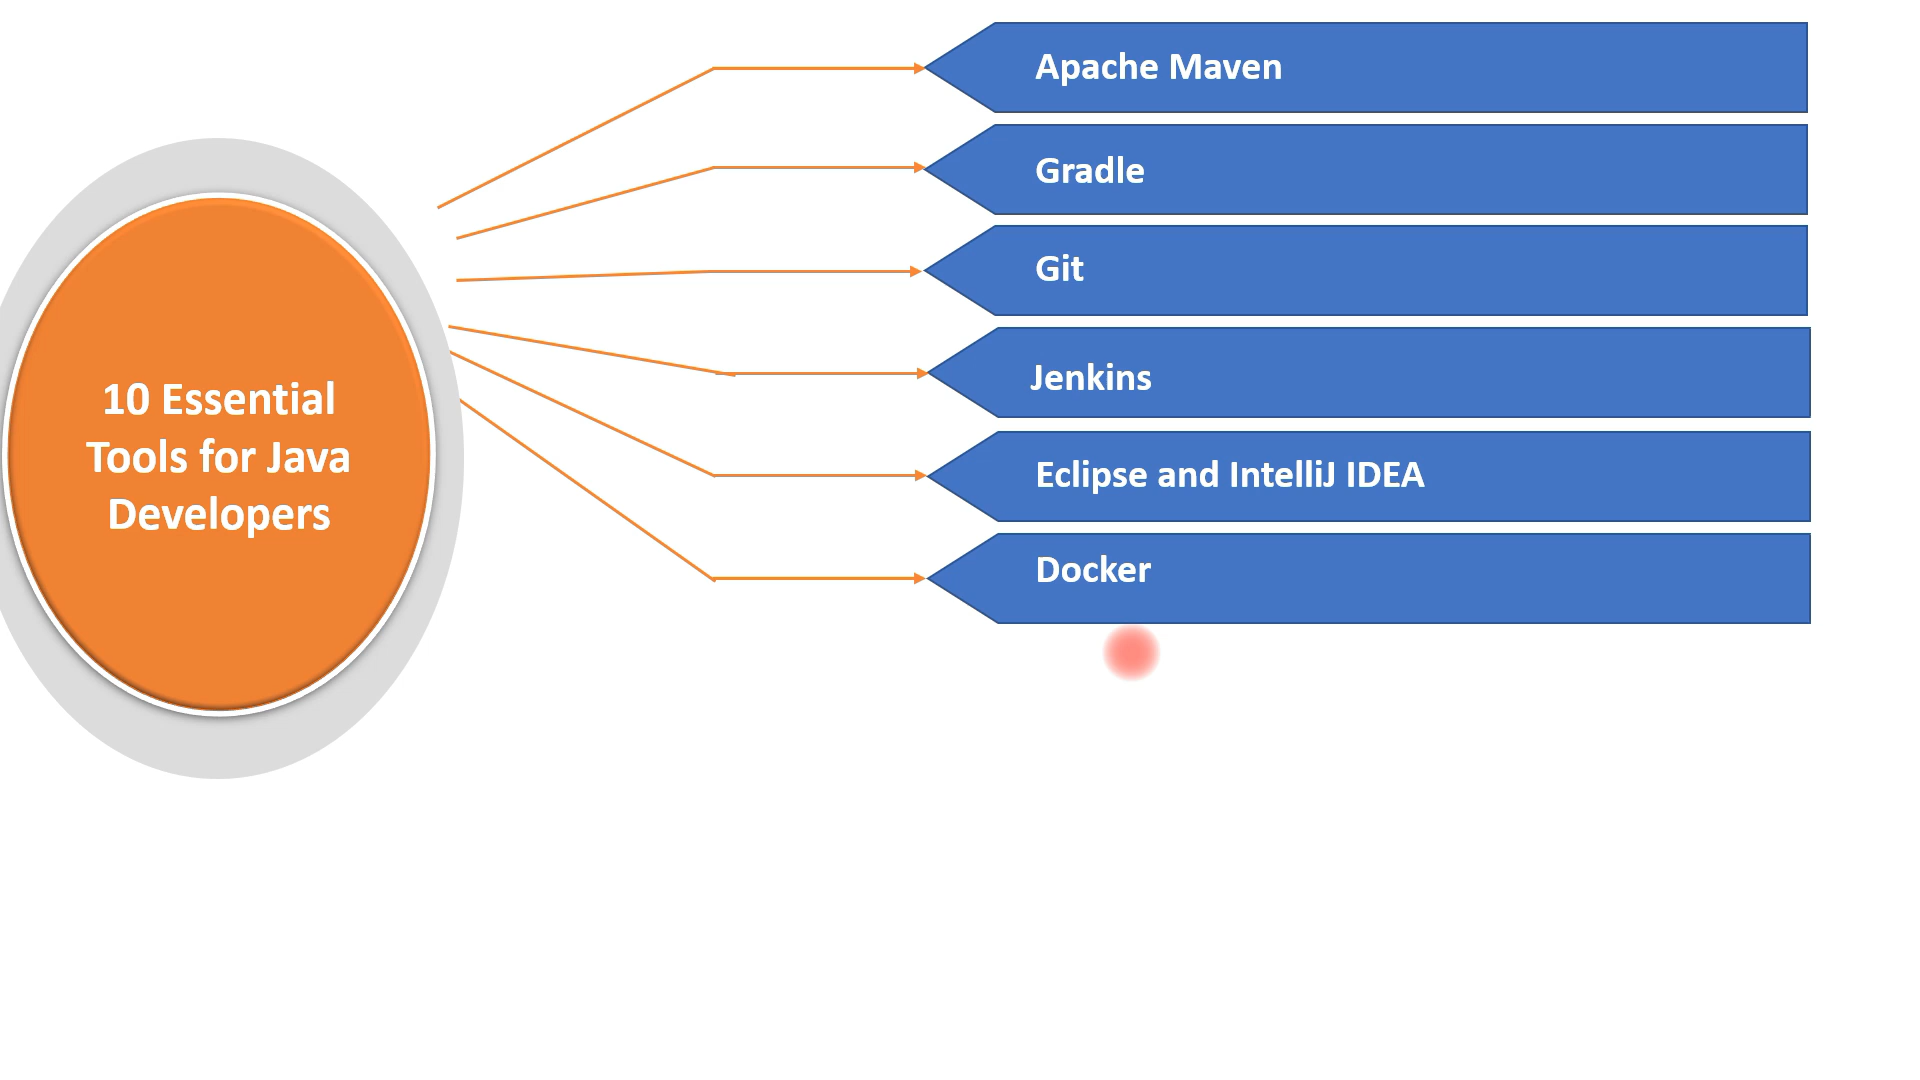 10 Essential
Tools for Java
Developers
Apache Maven
Gradle
Git
Jenkins
Eclipse and IntelliJ IDEA
Docker